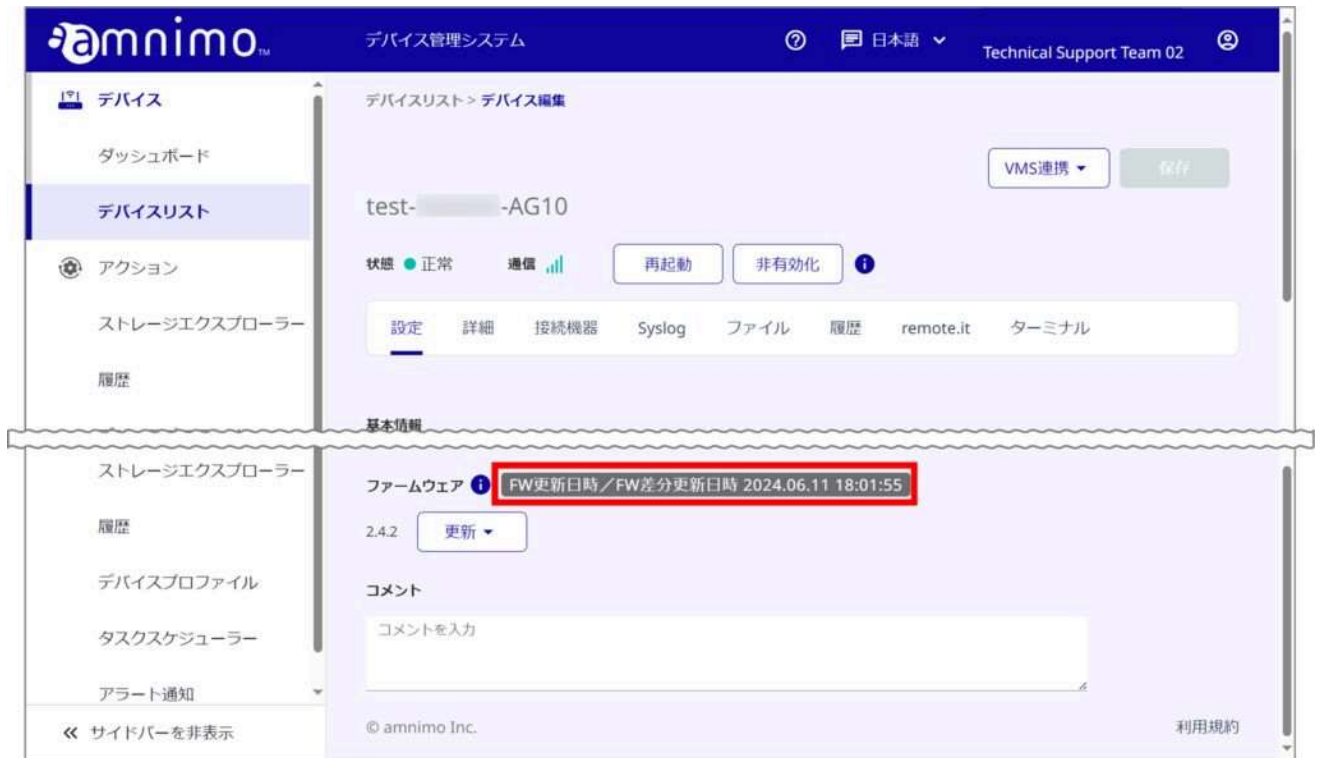 amnimo TM
デバイス管理システム
日本語
Technical Support Team 02
デバイス
ダッシュボード
デバイスリスト
アクション
ストレージエクスプローラー
履歴
デバイスリスト > デバイス編集
VMS連携
保存
test- -AG10
状態 正常 通信 再起動 非有効化
設定 詳細 接続機器 Syslog ファイル 履歴 remote.it ターミナル
基本情報
ストレージエクスプローラー
履歴
デバイスプロファイル
タスクスケジューラー
アラート通知
サイドバーを非表示
ファームウェア FW更新日時／FW差分更新日時 2024.06.11 18:01:55
2.4.2 更新
コメント
コメントを入力
© amnimo Inc.
利用規約